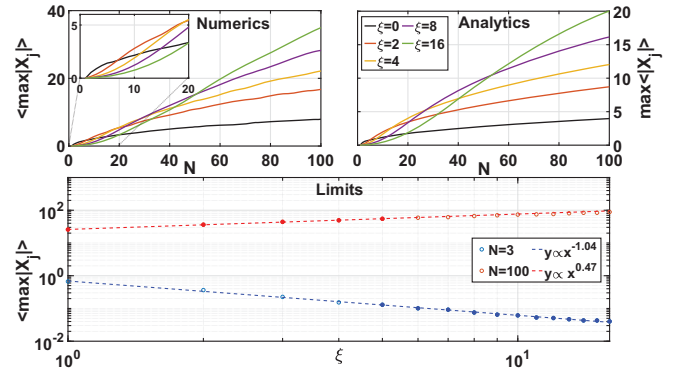 Numerics
<max|X_j|>
40
20
0
5
0
0 10 20
0 20 40 60 80 100
N
Analytics
ξ=0 ξ=8
ξ=2 ξ=16
ξ=4
20
15
10
5
0
max<|X_j|>
0 20 40 60 80 100
N
Limits
<max|X_j|>
10^2
10^0
10^-2
N=3 y∝x^-1.04
N=100 y∝ x^0.47
10^0 10^1
ξ